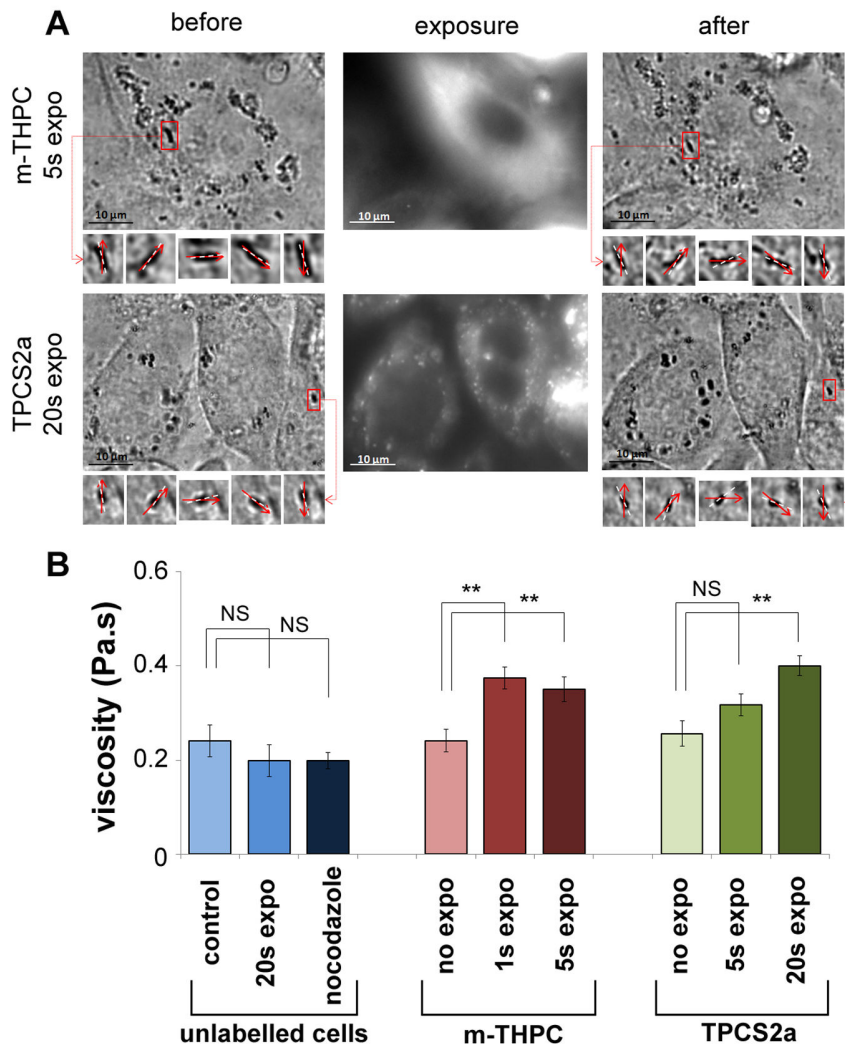 A
before
exposure
after
m-THPC
5s expo
10 µm
10 µm
10 µm
TPCS2a
20s expo
10 µm
10 µm
10 µm
B
viscosity (Pa.s)
0.6
0.4
0.2
0
NS
NS
**
**
NS
**
control
20s expo
nocodazole
no expo
1s expo
5s expo
no expo
5s expo
20s expo
unlabelled cells
m-THPC
TPCS2a